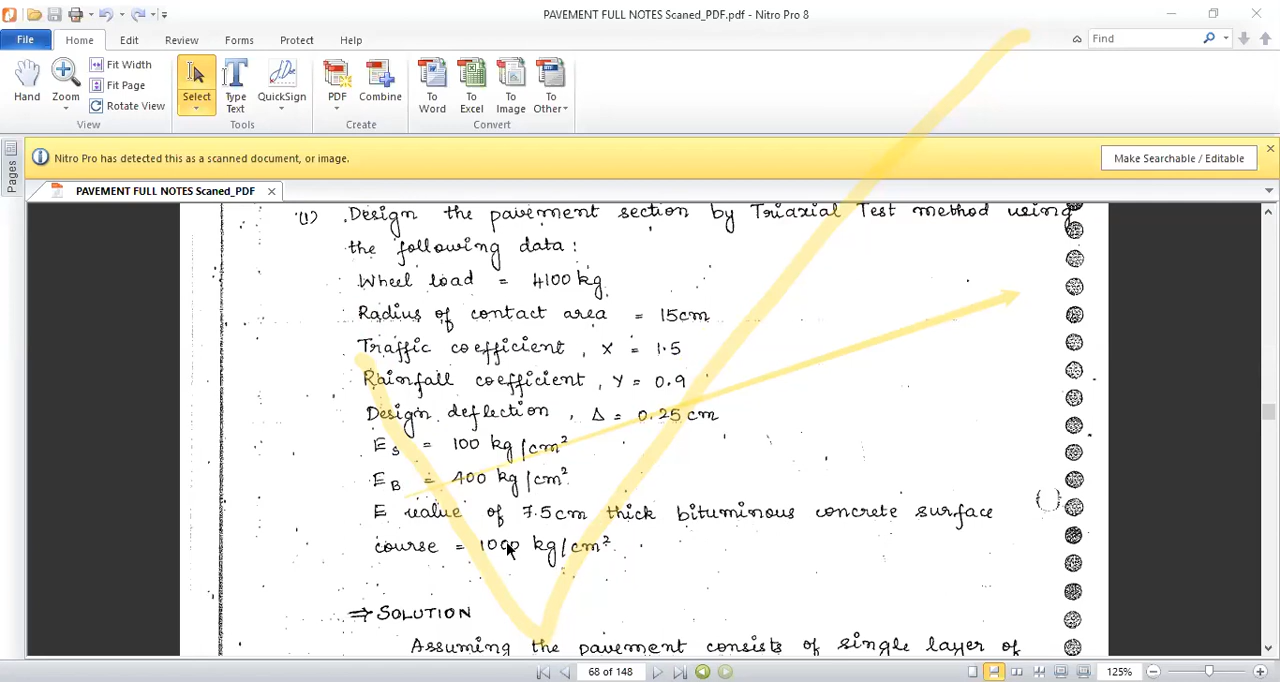 PAVEMENT FULL NOTES Scaned_PDF.pdf - Nitro Pro 8
File Home Edit Review Forms Protect Help
Find
Hand
Zoom
Fit Width
Fit Page
Rotate View
View
Select
Type Text
QuickSign
Tools
PDF
Combine
Create
To Word
To Excel
To Image
To Other
Convert
Nitro Pro has detected this as a scanned document, or image.
Make Searchable / Editable
Pages
PAVEMENT FULL NOTES Scaned_PDF
(1) Design the pavement section by Triaxial Test method using
the following data :
Wheel load = 4100 kg
Radius of contact area = 15cm
Traffic coefficient , X = 1.5
Rainfall coefficient , Y = 0.9
Design deflection , Δ = 0.25 cm
Es = 100 kg/cm²
EB = 400 kg/cm²
E value of 7.5cm thick bituminous concrete surface
course = 1000 kg/cm²
⇒ SOLUTION
Assuming the pavement consists of single layer of
68 of 148
125%